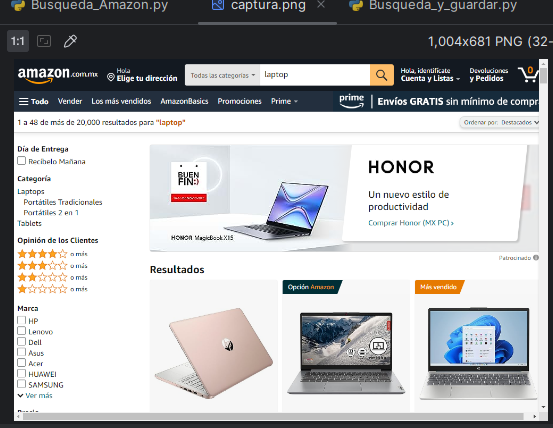 Busqueda_Amazon.py
captura.png
Busqueda_y_guardar.py
1:1
1,004x681 PNG (32-
amazon.com.mx
Hola
Elige tu dirección
Todas las categorías
laptop
Hola, identifícate
Cuenta y Listas
Devoluciones
y Pedidos
0
Todo
Vender
Los más vendidos
AmazonBasics
Promociones
Prime
prime
Envíos GRATIS sin mínimo de compr
1 a 48 de más de 20,000 resultados para "laptop"
Ordenar por: Destacados
Día de Entrega
Recíbelo Mañana
Categoría
Laptops
Portátiles Tradicionales
Portátiles 2 en 1
Tablets
Opinión de los Clientes
o más
o más
o más
o más
Marca
HP
Lenovo
Dell
Asus
Acer
HUAWEI
SAMSUNG
Ver más
Precio
BUEN
FIN:)
HONOR MagicBook X15
HONOR
Un nuevo estilo de
productividad
Comprar Honor (MX PC) ›
Patrocinado
Resultados
Opción Amazon
Más vendido